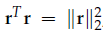 𝐫ᵀ𝐫 = ‖𝐫‖₂²